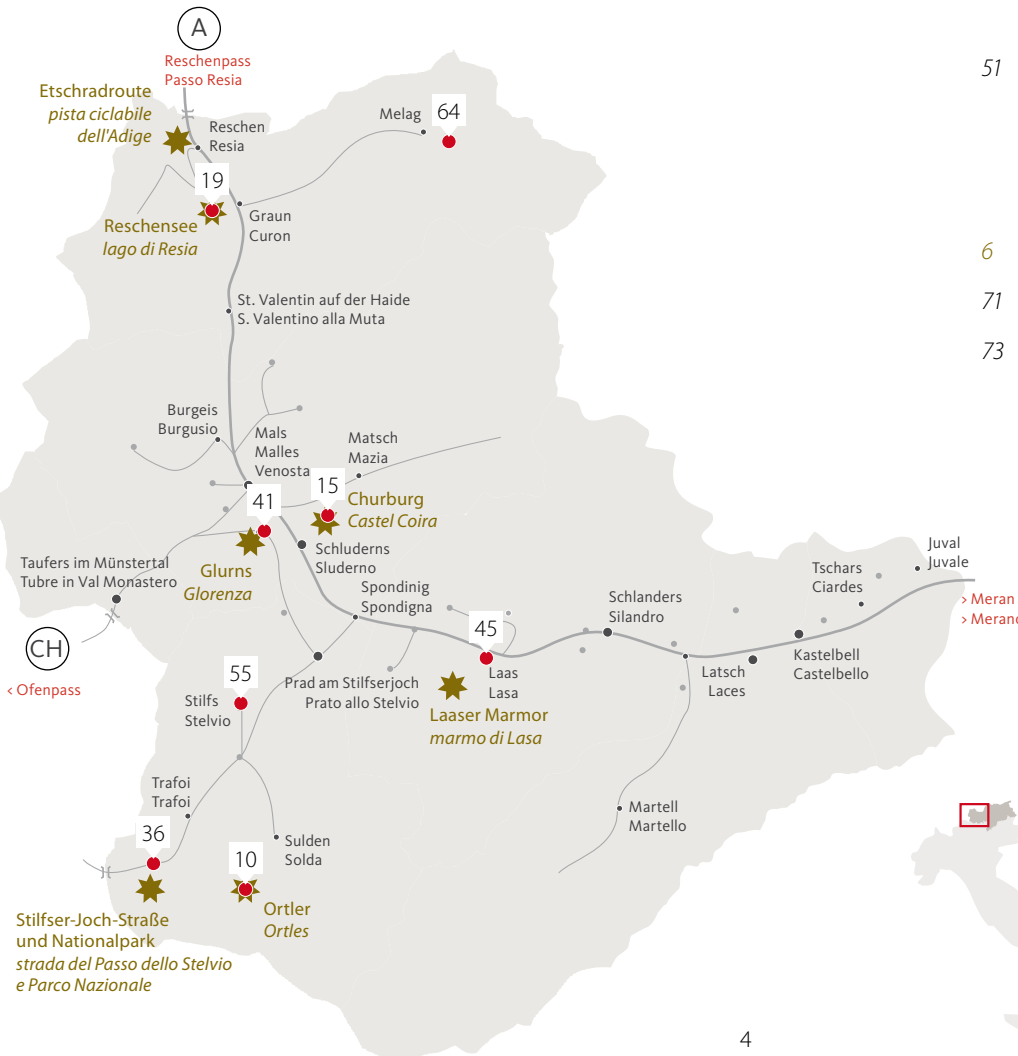 A
Reschenpass
Passo Resia
51
Etschradroute
pista ciclabile
dell'Adige
Melag
64
Reschen
Resia
19
Graun
Curon
Reschensee
lago di Resia
6
71
73
St. Valentin auf der Haide
S. Valentino alla Muta
Burgeis
Burgusio
Mals
Malles
Venosta
Matsch
Mazia
41
15
Churburg
Castel Coira
Glurns
Glorenza
Schluderns
Sluderno
Taufers im Münstertal
Tubre in Val Monastero
Spondinig
Spondigna
Schlanders
Silandro
Tschars
Ciardes
Juval
Juvale
> Meran
> Merano
CH
< Ofenpass
45
Laas
Lasa
Latsch
Laces
Kastelbell
Castelbello
55
Stilfs
Stelvio
Prad am Stilfserjoch
Prato allo Stelvio
Laaser Marmor
marmo di Lasa
Trafoi
Trafoi
36
Sulden
Solda
10
Ortler
Ortles
Martell
Martello
Stilfser-Joch-Straße
und Nationalpark
strada del Passo dello Stelvio
e Parco Nazionale
4